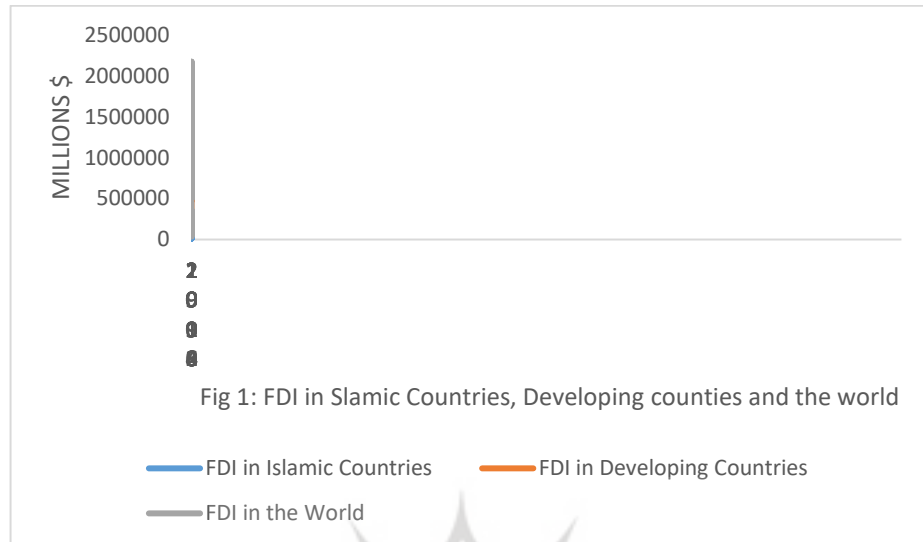 2500000
2000000
1500000
1000000
500000
0
MILLIONS $
Fig 1: FDI in Slamic Countries, Developing counties and the world
FDI in Islamic Countries
FDI in Developing Countries
FDI in the World